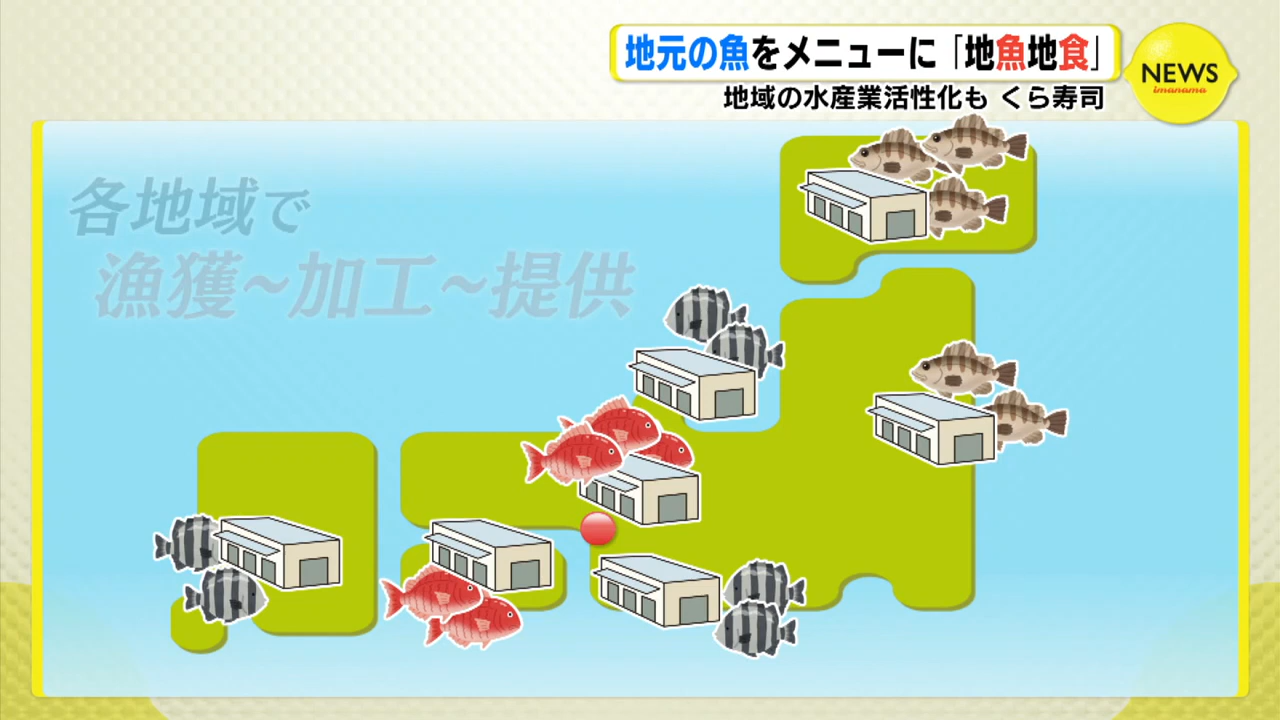 地元の魚をメニューに「地魚地食」
地域の水産業活性化も くら寿司
NEWS
imanama
各地域で
漁獲~加工~提供